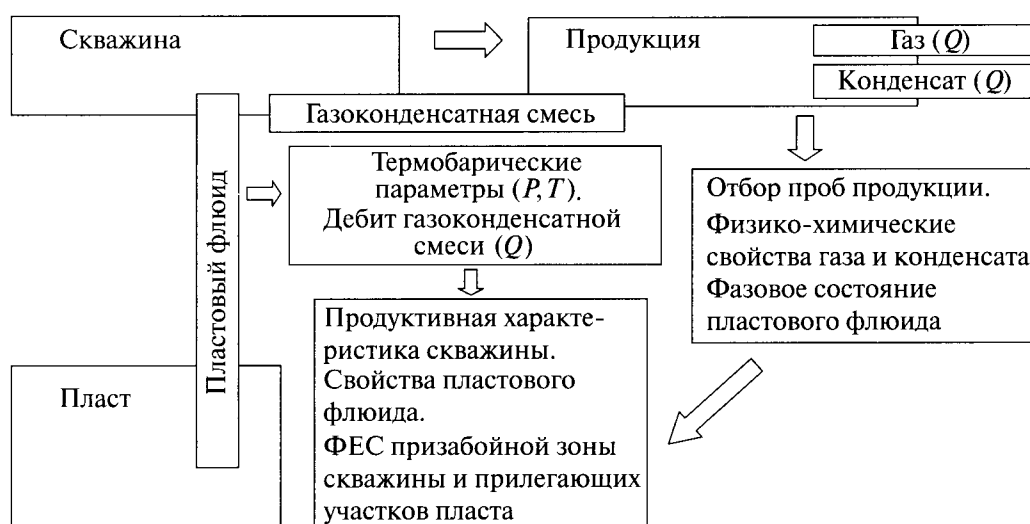 Скважина
Продукция
Газ (Q)
Конденсат (Q)
Газоконденсатная смесь
Пластовый флюид
Термобарические
параметры (P, T).
Дебит газоконденсатной
смеси (Q)
Отбор проб продукции.
Физико-химические
свойства газа и конденсата
Фазовое состояние
пластового флюида
Продуктивная характе-
ристика скважины.
Свойства пластового
флюида.
ФЕС призабойной зоны
скважины и прилегающих
участков пласта
Пласт